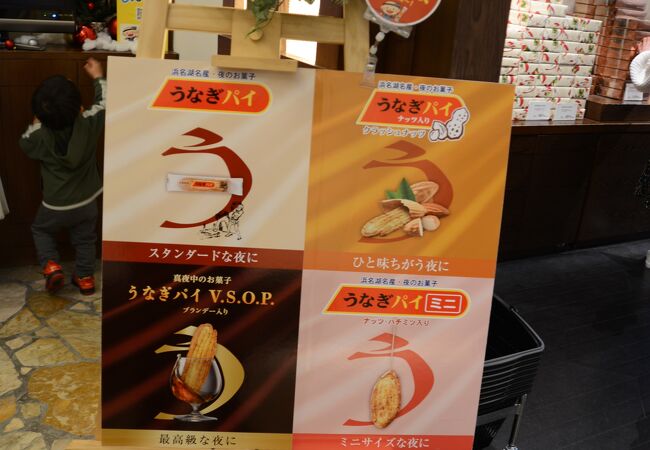 浜名湖名産・夜のお菓子
うなぎパイ
スタンダードな夜に
浜名湖名産・夜のお菓子
うなぎパイ
ナッツ入り
クラッシュナッツ
ひと味ちがう夜に
真夜中のお菓子
うなぎパイ V.S.O.P.
ブランデー入り
最高級な夜に
浜名湖名産・夜のお菓子
うなぎパイ ミニ
ナッツ・ハチミツ入り
ミニサイズな夜に